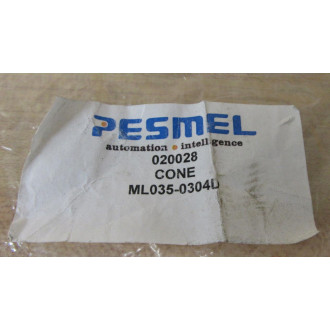 PESMEL
automation • intelligence
020028
CONE
ML035-0304D